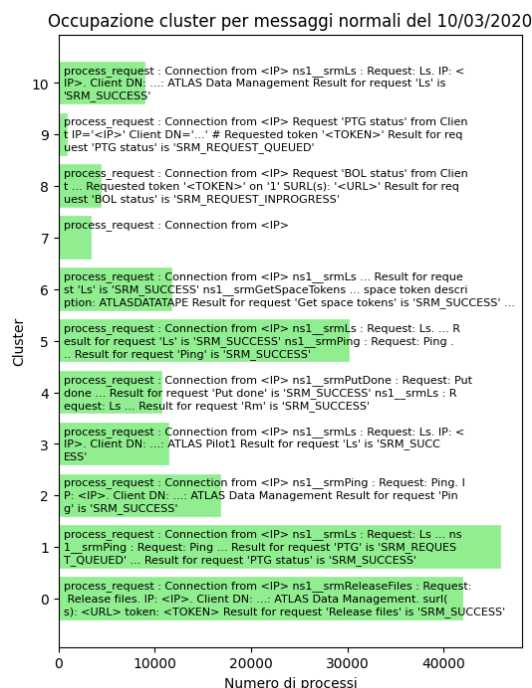 Occupazione cluster per messaggi normali del 10/03/2020
10
process_request : Connection from <IP> ns1__srmLs : Request: Ls. IP: <
IP>. Client DN: ...: ATLAS Data Management Result for request 'Ls' is
'SRM_SUCCESS'
9
process_request : Connection from <IP> Request 'PTG status' from Clien
t IP='<IP>' Client DN='...' # Requested token '<TOKEN>' Result for req
uest 'PTG status' is 'SRM_REQUEST_QUEUED'
8
process_request : Connection from <IP> Request 'BOL status' from Clien
t ... Requested token '<TOKEN>' on '1' SURL(s): '<URL>' Result for req
uest 'BOL status' is 'SRM_REQUEST_INPROGRESS'
7
process_request : Connection from <IP>
6
process_request : Connection from <IP> ns1__srmLs ... Result for reque
st 'Ls' is 'SRM_SUCCESS' ns1__srmGetSpaceTokens ... space token descri
ption: ATLASDATATAPE Result for request 'Get space tokens' is 'SRM_SUCCESS' ...
5
process_request : Connection from <IP> ns1__srmLs : Request: Ls. ... R
esult for request 'Ls' is 'SRM_SUCCESS' ns1__srmPing : Request: Ping .
.. Result for request 'Ping' is 'SRM_SUCCESS'
4
process_request : Connection from <IP> ns1__srmPutDone : Request: Put
done ... Result for request 'Put done' is 'SRM_SUCCESS' ns1__srmLs : R
equest: Ls ... Result for request 'Rm' is 'SRM_SUCCESS'
3
process_request : Connection from <IP> ns1__srmLs : Request: Ls. IP: <
IP>. Client DN: ...: ATLAS Pilot1 Result for request 'Ls' is 'SRM_SUCC
ESS'
2
process_request : Connection from <IP> ns1__srmPing : Request: Ping. I
P: <IP>. Client DN: ...: ATLAS Data Management Result for request 'Pin
g' is 'SRM_SUCCESS'
1
process_request : Connection from <IP> ns1__srmLs : Request: Ls ... ns
1__srmPing : Request: Ping ... Result for request 'PTG' is 'SRM_REQUES
T_QUEUED' ... Result for request 'PTG status' is 'SRM_SUCCESS'
0
process_request : Connection from <IP> ns1__srmReleaseFiles : Request:
Release files. IP: <IP>. Client DN: ...: ATLAS Data Management. surl(
s): <URL> token: <TOKEN> Result for request 'Release files' is 'SRM_SUCCESS'
Cluster
0 10000 20000 30000 40000
Numero di processi